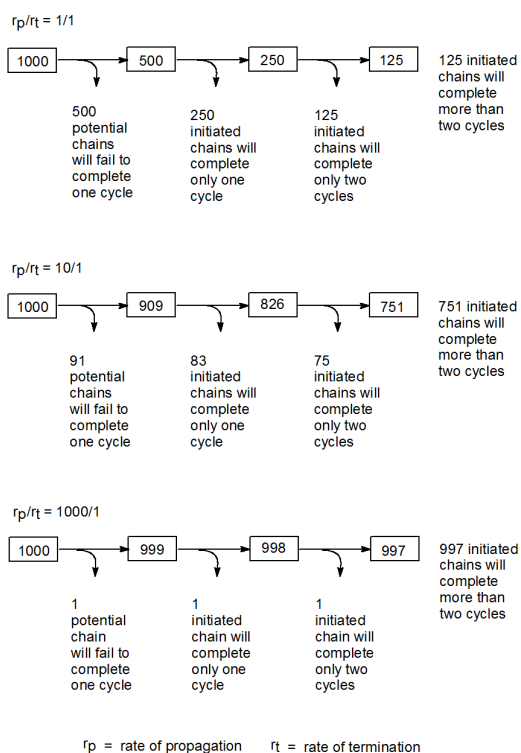 rp/rt = 1/1
1000
500
250
125
125 initiated
chains will
complete
more than
two cycles
500
potential
chains
will fail to
complete
one cycle
250
initiated
chains will
complete
only one
cycle
125
initiated
chains will
complete
only two
cycles
rp/rt = 10/1
1000
909
826
751
751 initiated
chains will
complete
more than
two cycles
91
potential
chains
will fail to
complete
one cycle
83
initiated
chains will
complete
only one
cycle
75
initiated
chains will
complete
only two
cycles
rp/rt = 1000/1
1000
999
998
997
997 initiated
chains will
complete
more than
two cycles
1
potential
chain
will fail to
complete
one cycle
1
initiated
chain will
complete
only one
cycle
1
initiated
chain will
complete
only two
cycles
rp = rate of propagation rt = rate of termination